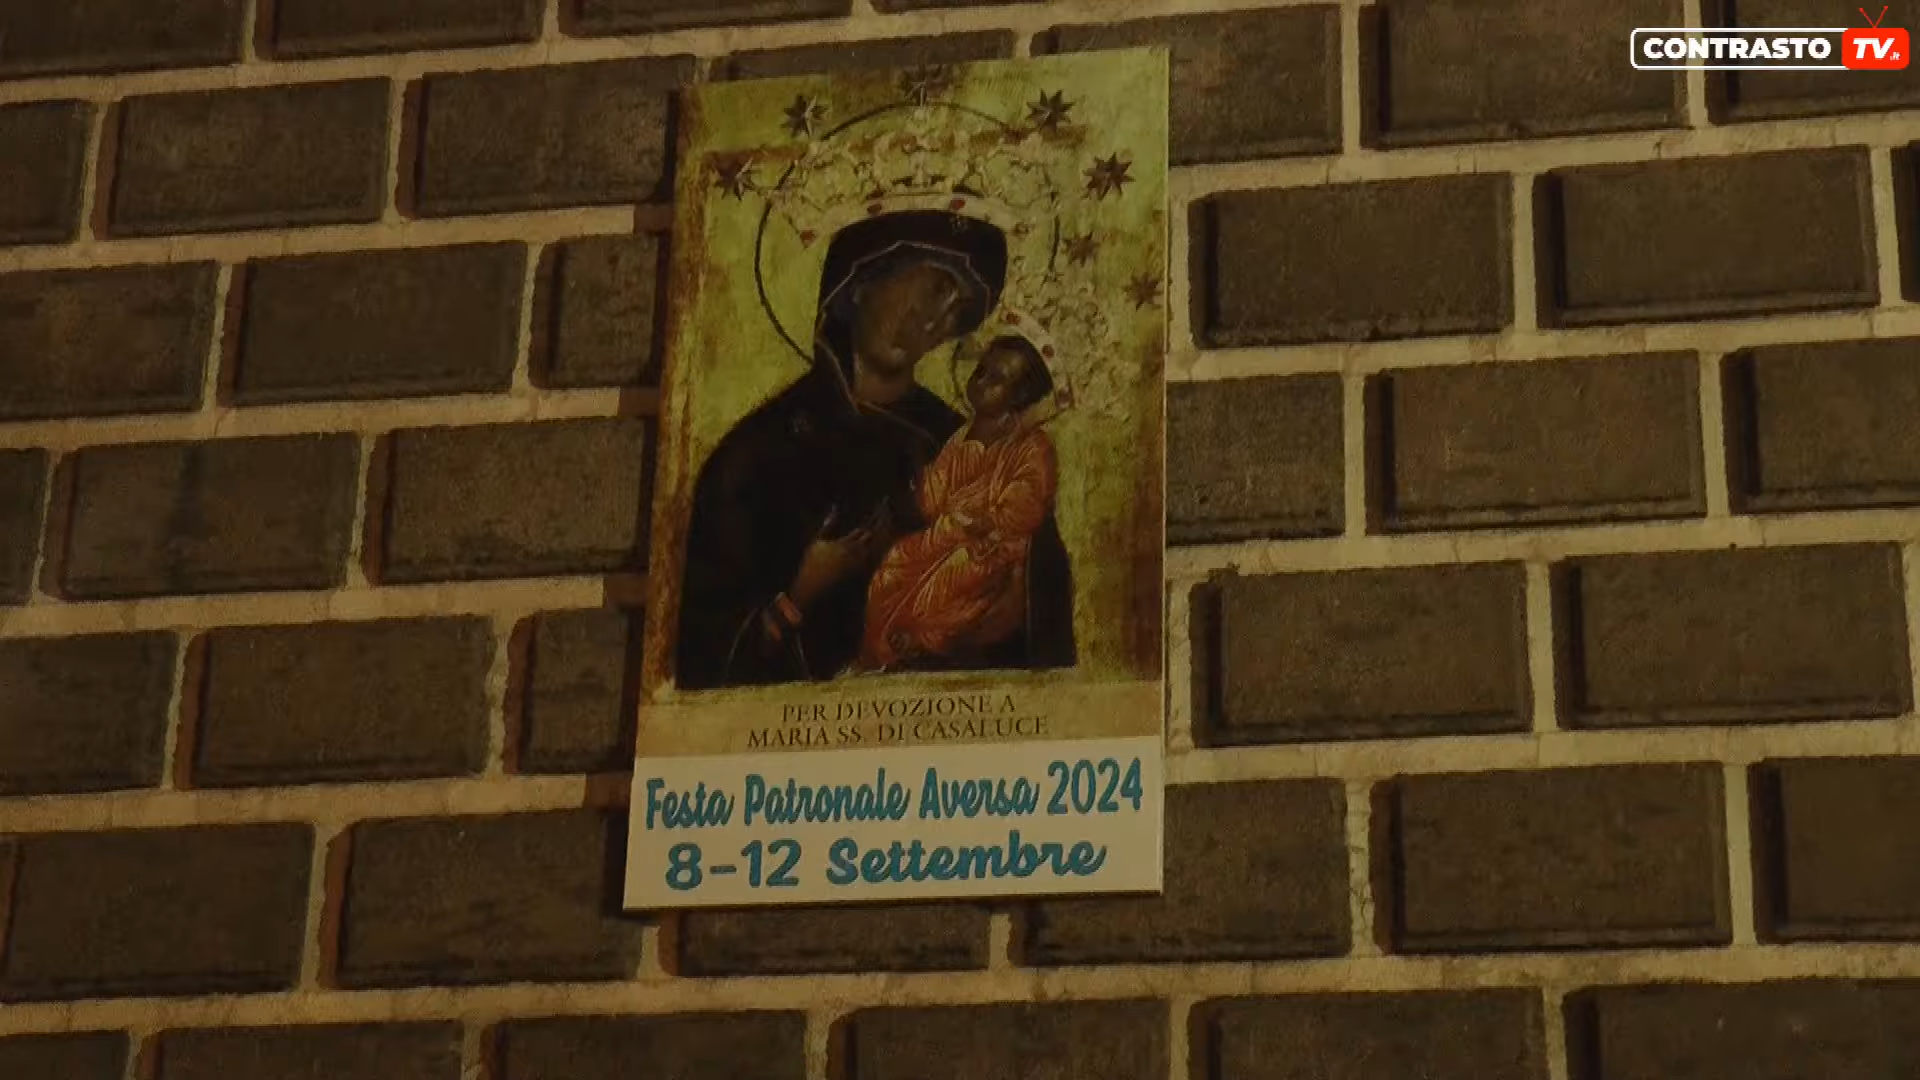 CONTRASTO TV.it
PER DEVOZIONE A
MARIA SS. DI CASALUCE
Festa Patronale Aversa 2024
8-12 Settembre